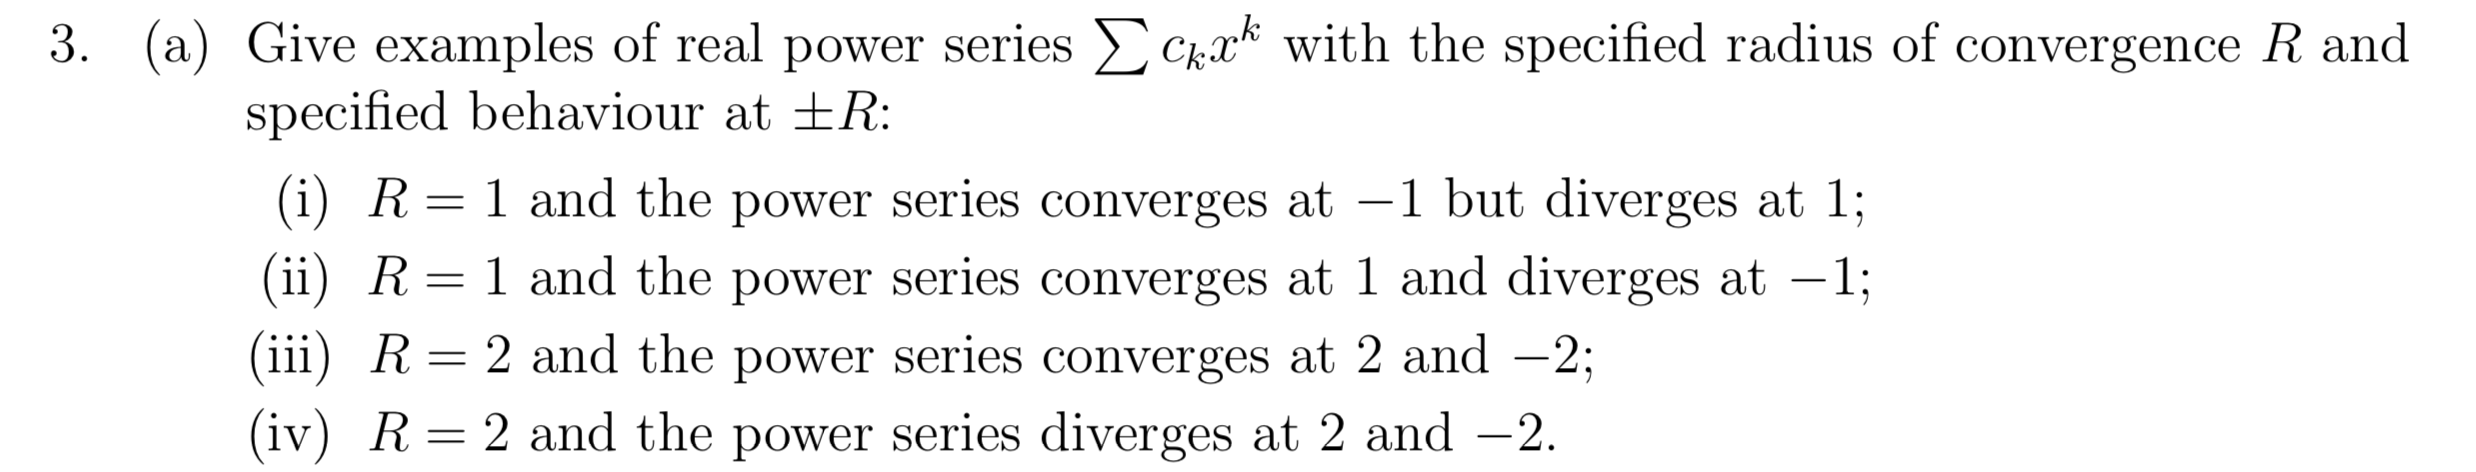 3. (a) Give examples of real power series $\sum c_k x^k$ with the specified radius of convergence $R$ and
specified behaviour at $\pm R$:
(i) $R = 1$ and the power series converges at $-1$ but diverges at 1;
(ii) $R = 1$ and the power series converges at 1 and diverges at $-1$;
(iii) $R = 2$ and the power series converges at 2 and $-2$;
(iv) $R = 2$ and the power series diverges at 2 and $-2$.